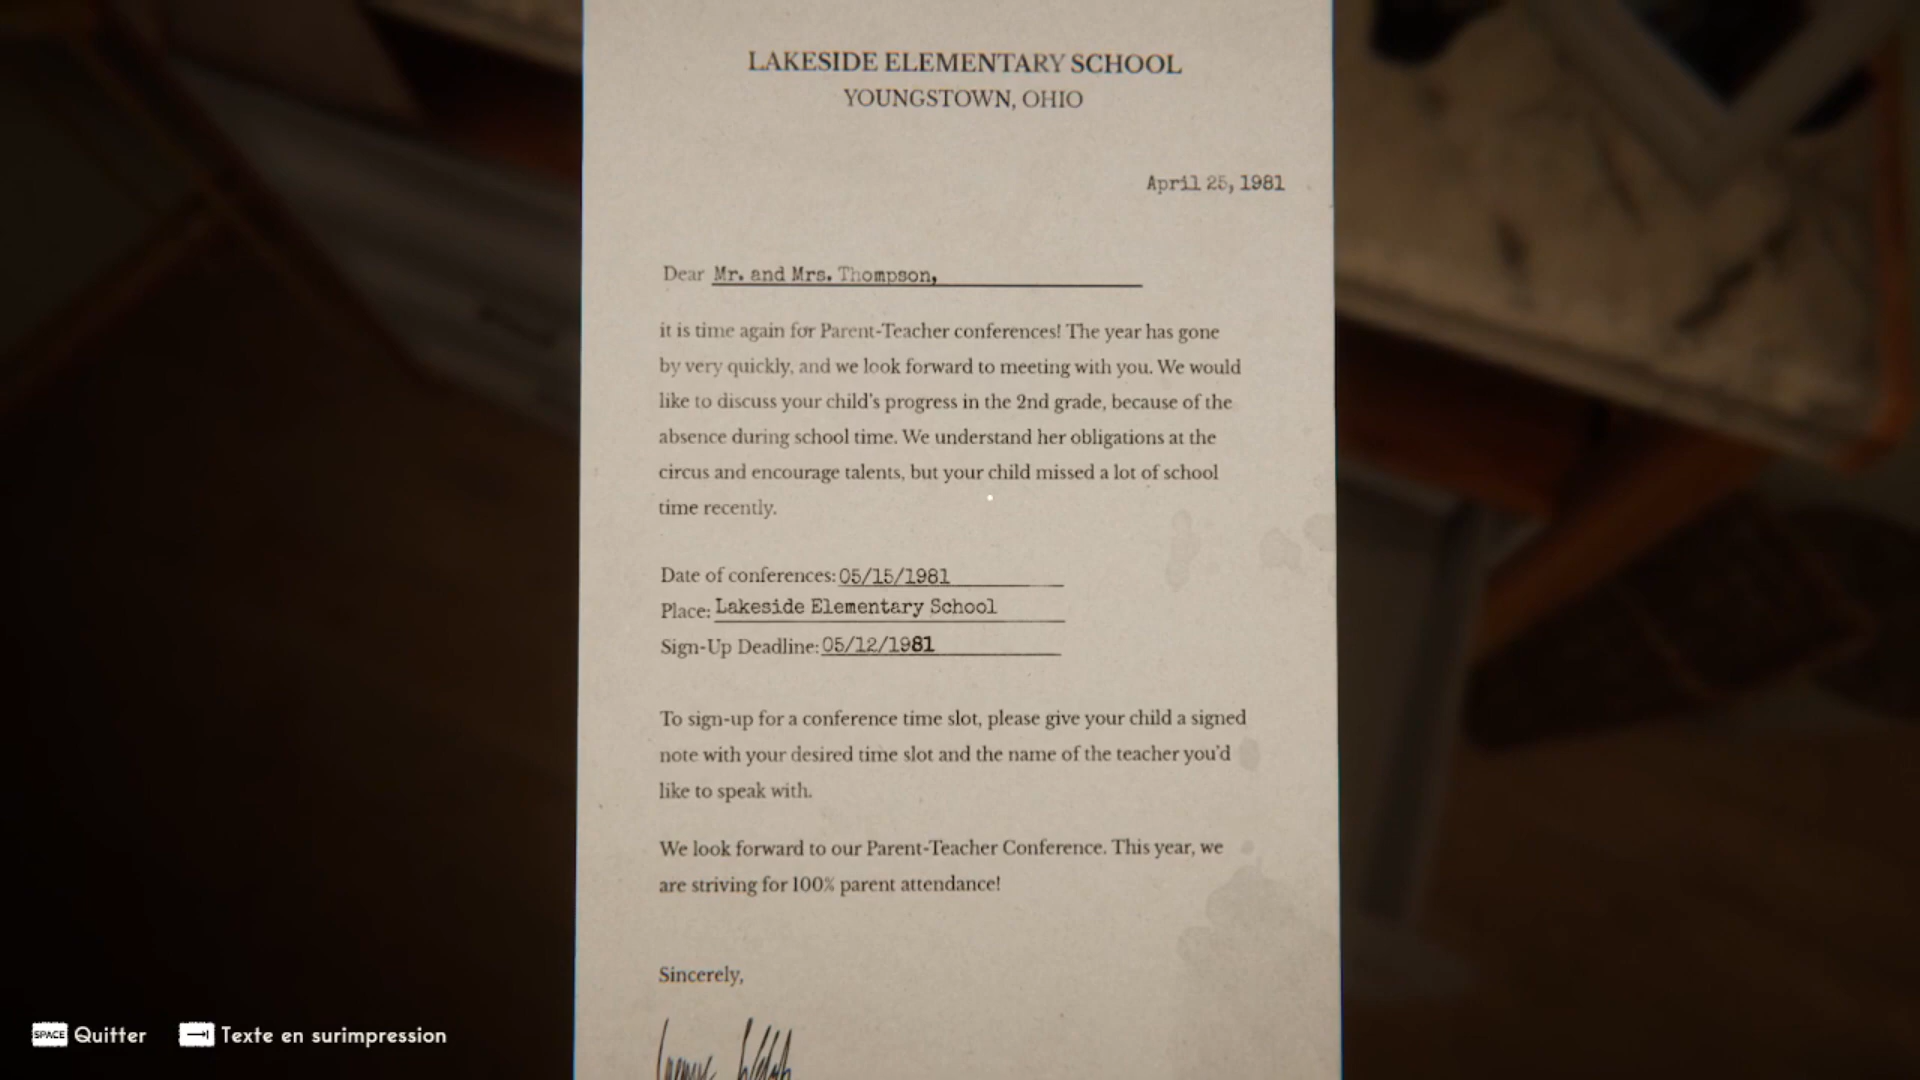 LAKESIDE ELEMENTARY SCHOOL
YOUNGSTOWN, OHIO
April 25, 1981
Dear Mr. and Mrs. Thompson,
it is time again for Parent-Teacher conferences! The year has gone
by very quickly, and we look forward to meeting with you. We would
like to discuss your child's progress in the 2nd grade, because of the
absence during school time. We understand her obligations at the
circus and encourage talents, but your child missed a lot of school
time recently.
Date of conferences: 05/15/1981
Place: Lakeside Elementary School
Sign-Up Deadline: 05/12/1981
To sign-up for a conference time slot, please give your child a signed
note with your desired time slot and the name of the teacher you'd
like to speak with.
We look forward to our Parent-Teacher Conference. This year, we
are striving for 100% parent attendance!
Sincerely,
SPACE Quitter Texte en surimpression